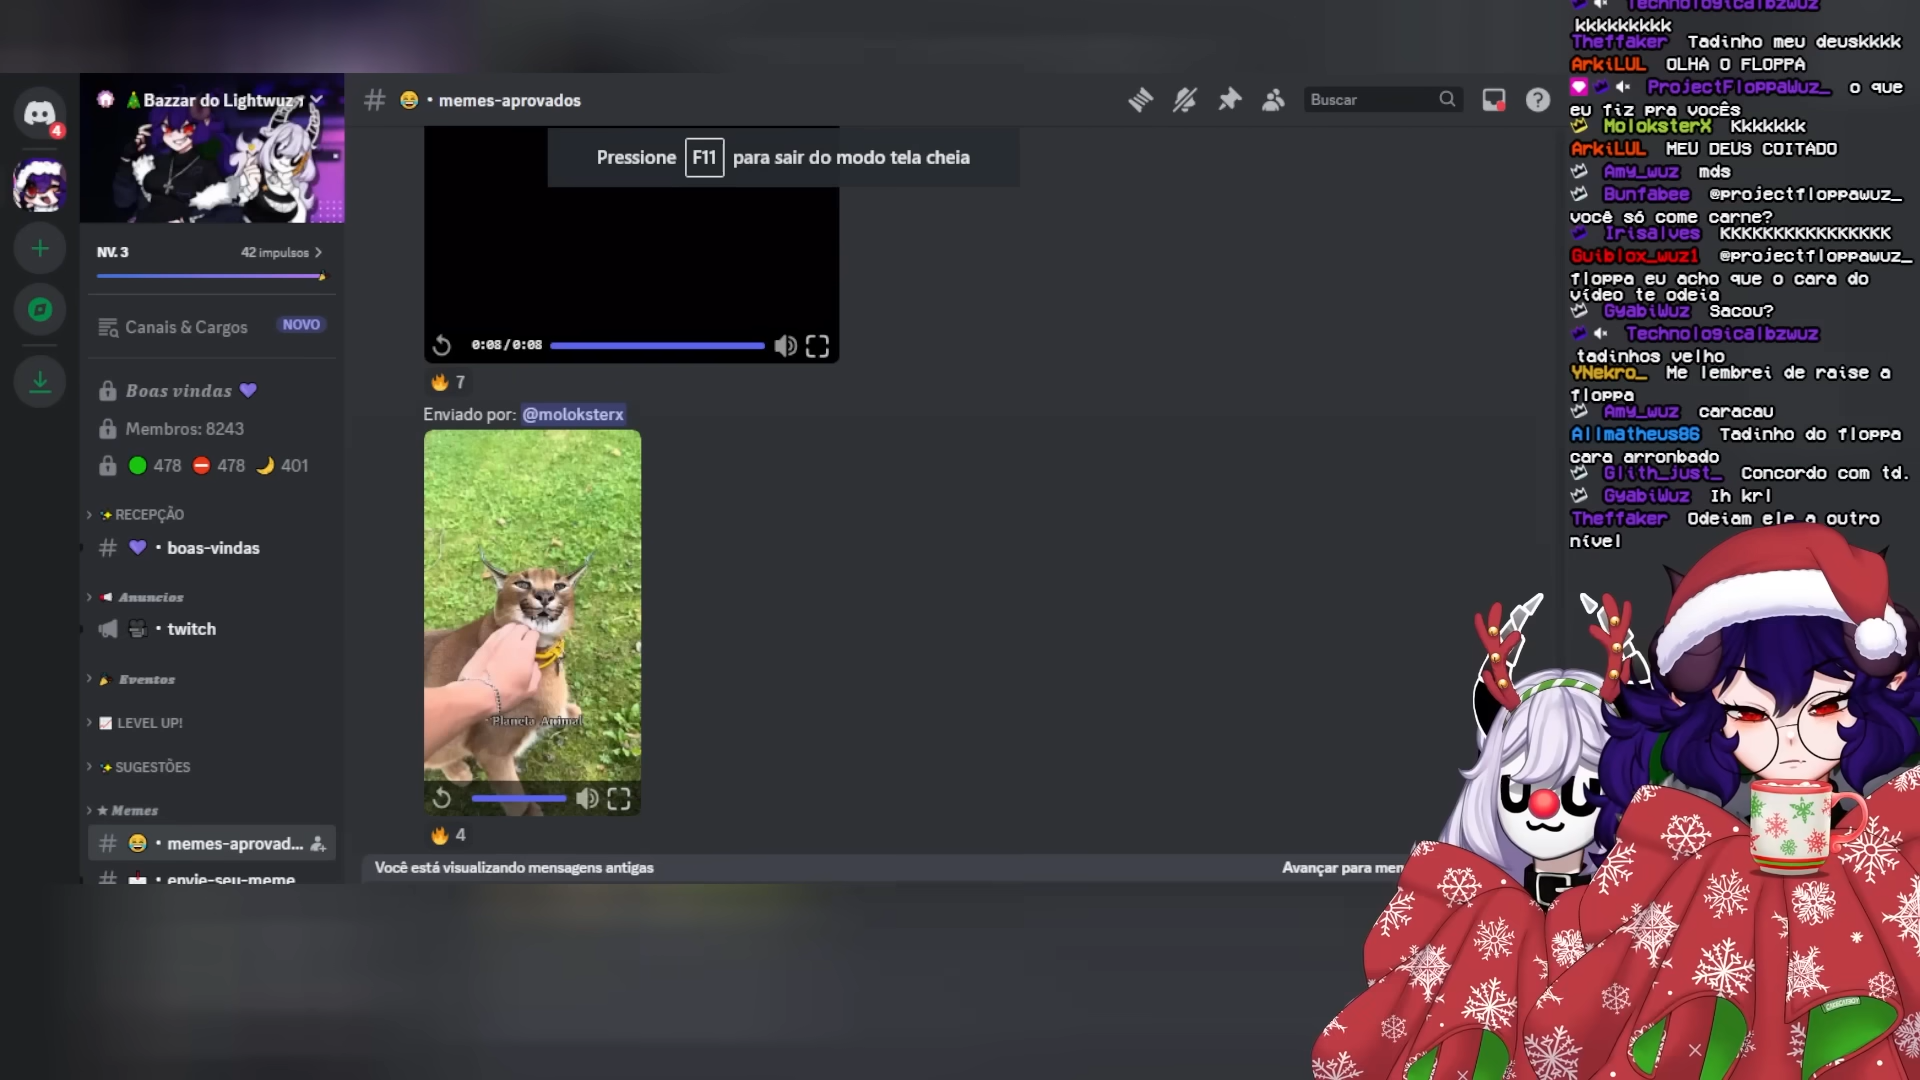 4
Bazzar do Lightwuz
NV. 3
42 impulsos
Canais & Cargos
NOVO
Boas vindas
Membros: 8243
478
478
401
RECEPÇÃO
# • boas-vindas
Anuncios
• twitch
Eventos
LEVEL UP!
SUGESTÕES
Memes
# • memes-aprovad...
# envie-seu-meme
# • memes-aprovados
Buscar
Pressione F11 para sair do modo tela cheia
0:08/0:08
7
Enviado por: @moloksterx
Planeta Animal
4
Você está visualizando mensagens antigas
Avançar para men
Technologicalbzwuz
kkkkkkkkk
Theffaker Tadinho meu deuskkkk
ArkiLUL OLHA O FLOPPA
ProjectFloppaWuz_ o que
eu fiz pra vocês
MoloksterX Kkkkkkk
ArkiLUL MEU DEUS COITADO
Amy_wuz mds
Bunfabee @projectfloppawuz_
você só come carne?
Irisalves KKKKKKKKKKKKKKKK
Guiblox_wuz1 @projectfloppawuz_
floppa eu acho que o cara do
vídeo te odeia
GyabiWuz Sacou?
Technologicalbzwuz
tadinhos velho
YNekro_ Me lembrei de raise a
floppa
Amy_wuz caracau
Allmatheus86 Tadinho do floppa
cara arronbado
Glith_just_ Concordo com td.
GyabiWuz Ih krl
Theffaker Odeiam ele a outro
nível